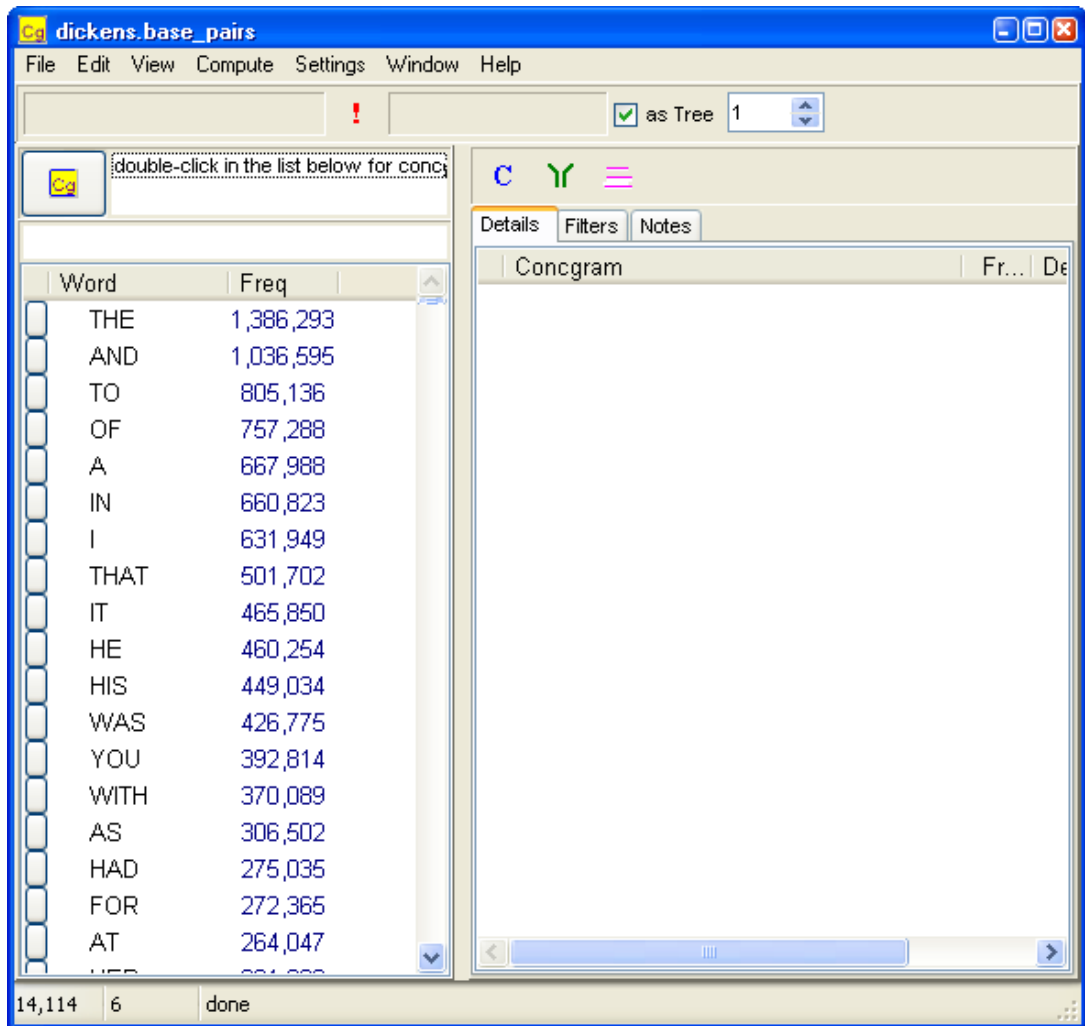 Cg dickens.base_pairs
File Edit View Compute Settings Window Help
! as Tree 1
Cg double-click in the list below for conc
C Y
Details Filters Notes
Word Freq
Concgram Fr... De
THE 1,386,293
AND 1,036,595
TO 805,136
OF 757,288
A 667,988
IN 660,823
I 631,949
THAT 501,702
IT 465,850
HE 460,254
HIS 449,034
WAS 426,775
YOU 392,814
WITH 370,089
AS 306,502
HAD 275,035
FOR 272,365
AT 264,047
14,114 6 done